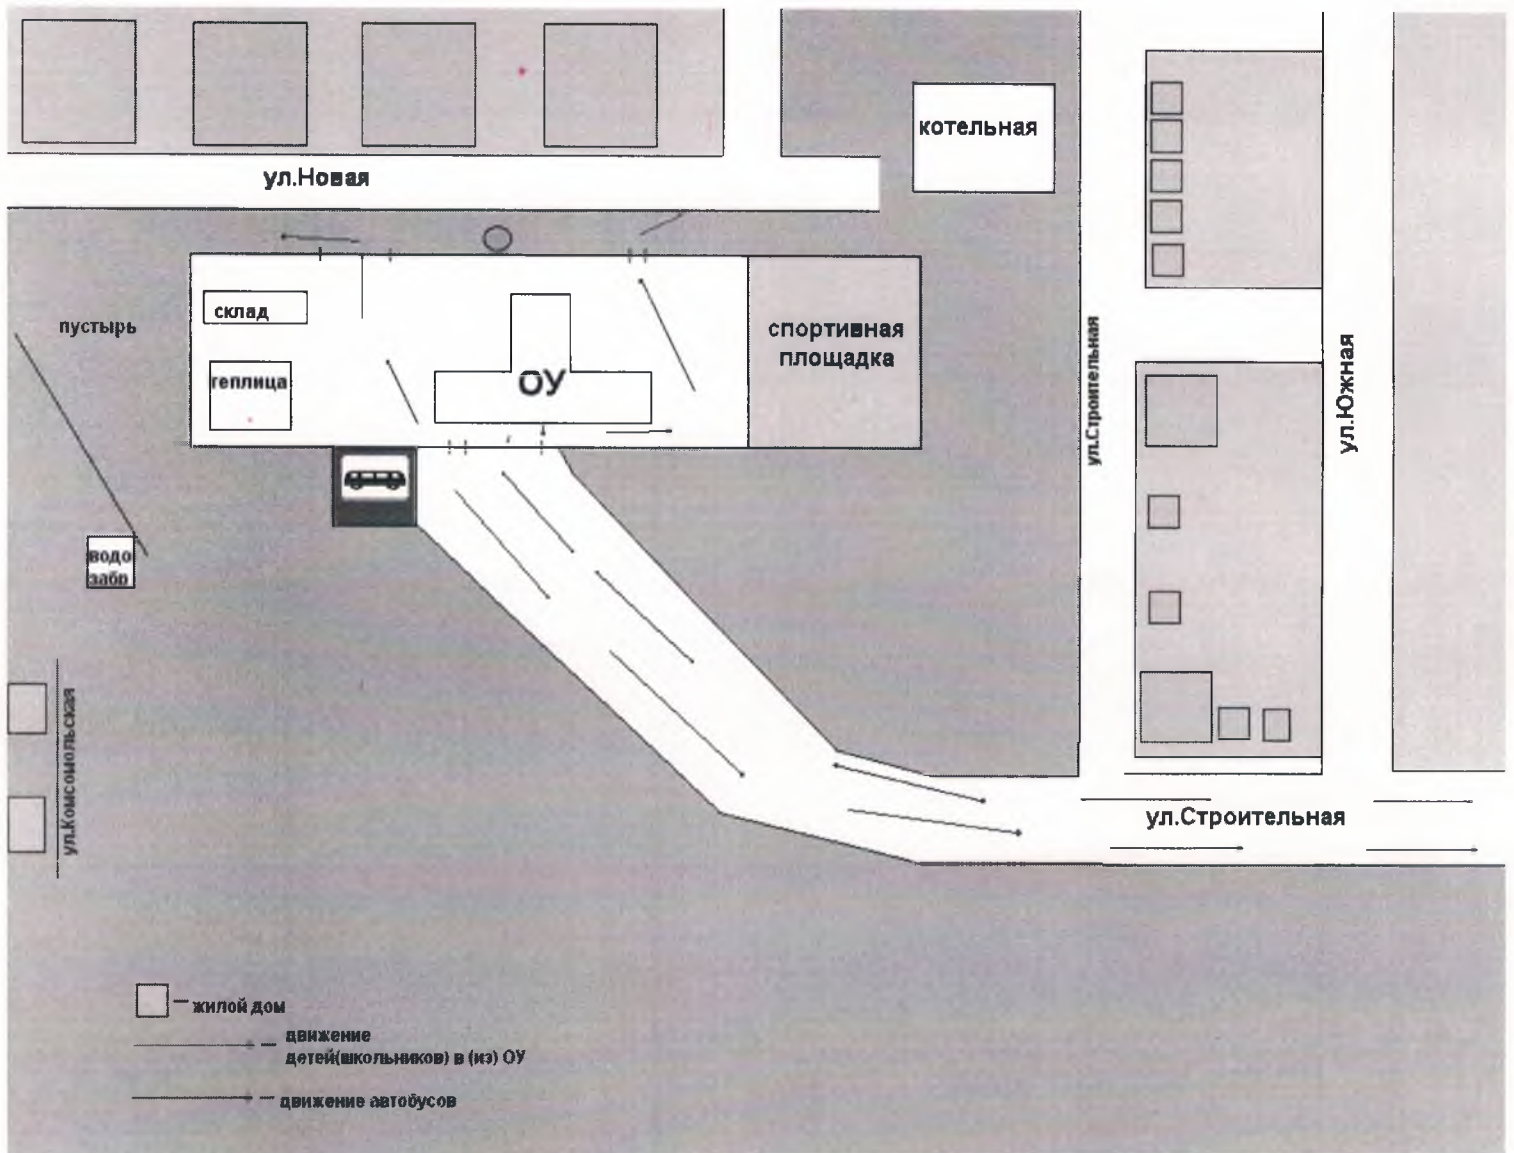 котельная
ул.Новая
склад
пустырь
спортивная
площадка
теплица
ОУ
ул.Строительная
ул.Южная
водо
забр
ул.Комсомольская
ул.Строительная
— жилой дом
— движение
детей(школьников) в (из) ОУ
— движение автобусов